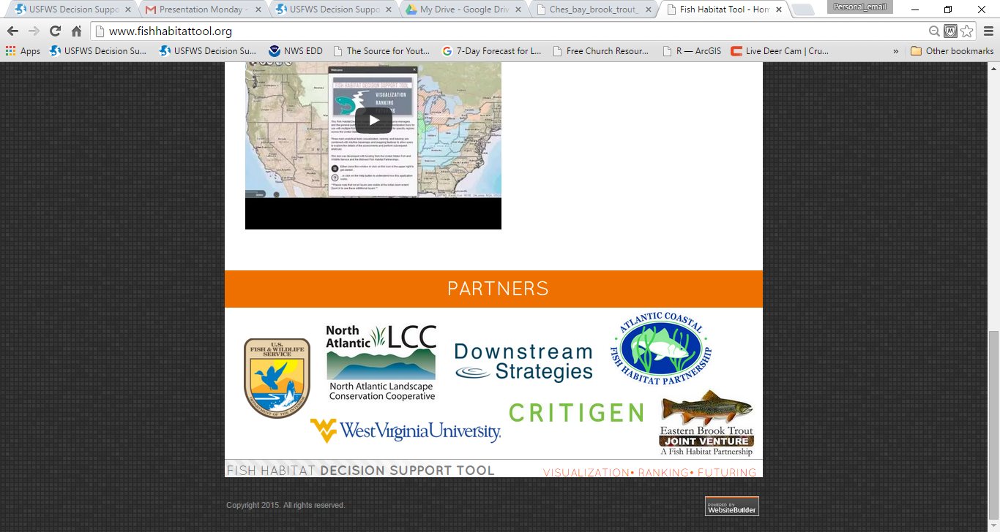 USFWS Decision Suppo
Presentation Monday -
USFWS Decision Suppo
My Drive - Google Driv
Ches_bay_brook_trout_
Fish Habitat Tool - Hom
Personal_email
www.fishhabitattool.org
Apps
USFWS Decision Su...
USFWS Decision Su...
NWS EDD
The Source for Yout...
7-Day Forecast for L...
Free Church Resour...
R — ArcGIS
Live Deer Cam | Cru...
»
Other bookmarks
Welcome
FISH HABITAT DECISION SUPPORT TOOL
VISUALIZATION
RANKING
PARTNERS
U.S.
FISH & WILDLIFE
SERVICE
DEPARTMENT OF THE INTERIOR
North
Atlantic LCC
North Atlantic Landscape
Conservation Cooperative
Downstream
Strategies
ATLANTIC COASTAL
FISH HABITAT PARTNERSHIP
WestVirginiaUniversity.
CRITIGEN
Eastern Brook Trout
JOINT VENTURE
A Fish Habitat Partnership
FISH HABITAT DECISION SUPPORT TOOL
VISUALIZATION• RANKING• FUTURING
Copyright 2015. All rights reserved.
POWERED BY
WebsiteBuilder